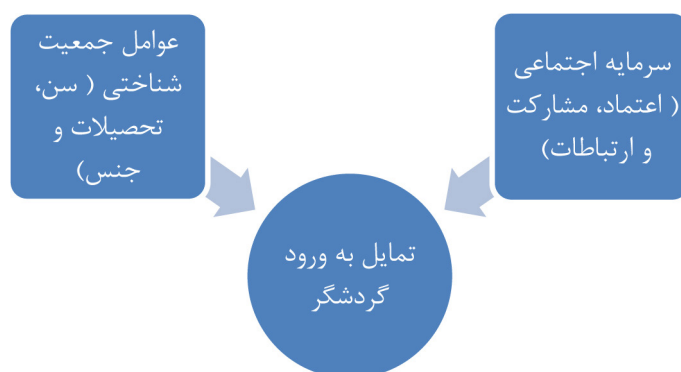 سرمایه اجتماعی
( اعتماد، مشارکت
و ارتباطات)
عوامل جمعیت
شناختی ( سن،
تحصیلات و
جنس)
تمایل به ورود
گردشگر